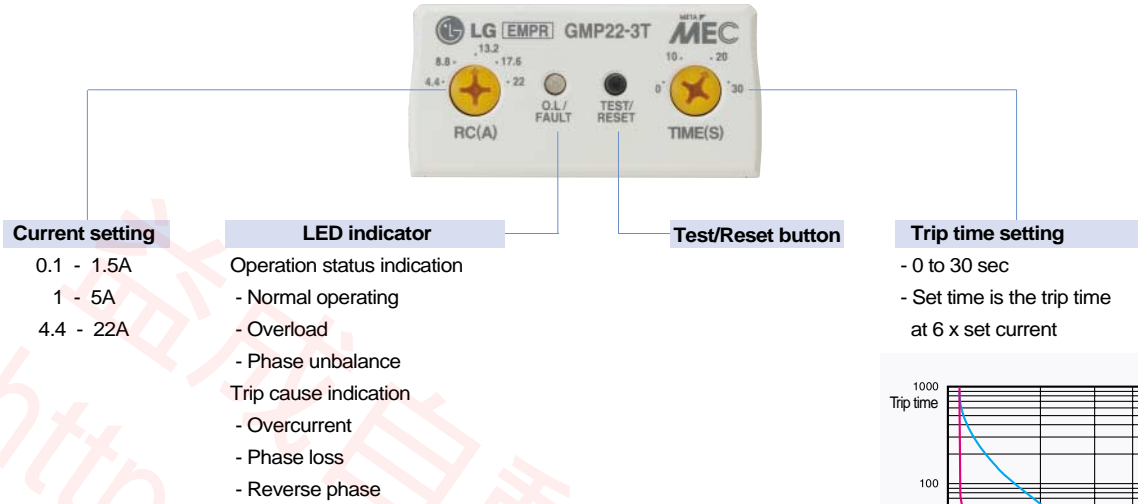 LG EMPR GMP22-3T META MEC
4.4 8.8 13.2 17.6 22
RC(A)
O.L/
FAULT
TEST/
RESET
0 10 20 30
TIME(S)
Current setting
0.1 - 1.5A
1 - 5A
4.4 - 22A
LED indicator
Operation status indication
- Normal operating
- Overload
- Phase unbalance
Trip cause indication
- Overcurrent
- Phase loss
- Reverse phase
Test/Reset button
Trip time setting
- 0 to 30 sec
- Set time is the trip time
at 6 x set current
1000
Trip time
100
http